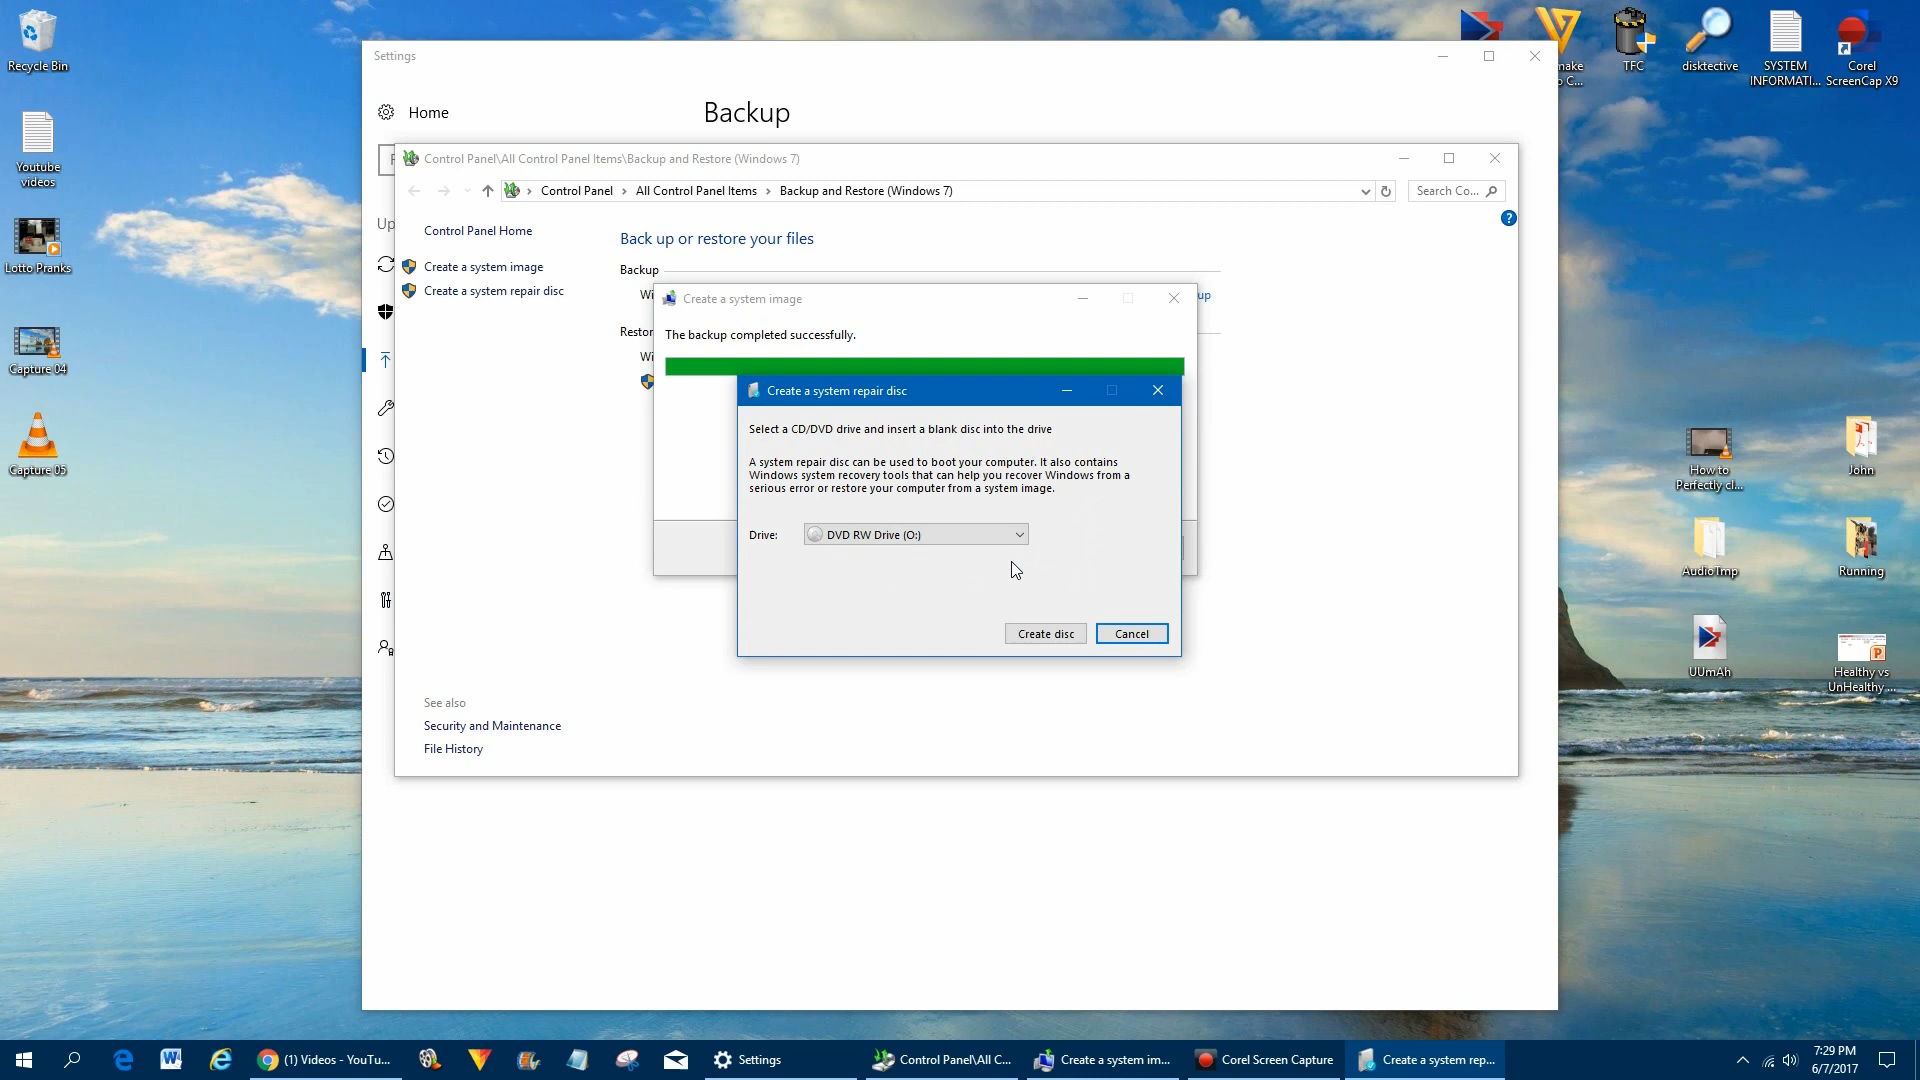 Recycle Bin
Youtube
videos
Lotto Pranks
Capture 04
Capture 05
TFC
disktective
SYSTEM
INFORMATI...
Corel
ScreenCap X9
How to
Perfectly cl...
John
AudioTmp
Running
UUmAh
Healthy vs
UnHealthy ...
Settings
Home
Backup
Control Panel\All Control Panel Items\Backup and Restore (Windows 7)
Control Panel > All Control Panel Items > Backup and Restore (Windows 7)
Search Co...
Control Panel Home
Create a system image
Create a system repair disc
Back up or restore your files
Backup
Create a system image
The backup completed successfully.
Create a system repair disc
Select a CD/DVD drive and insert a blank disc into the drive
A system repair disc can be used to boot your computer. It also contains
Windows system recovery tools that can help you recover Windows from a
serious error or restore your computer from a system image.
Drive: DVD RW Drive (O:)
Create disc Cancel
See also
Security and Maintenance
File History
(1) Videos - YouTu...
Settings
Control Panel\All C...
Create a system im...
Corel Screen Capture
Create a system rep...
7:29 PM
6/7/2017